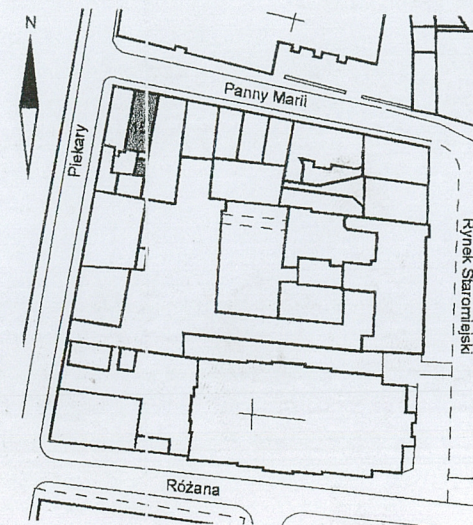 N
Panny Marii
Piekary
Rynek Staromiejski
Różana